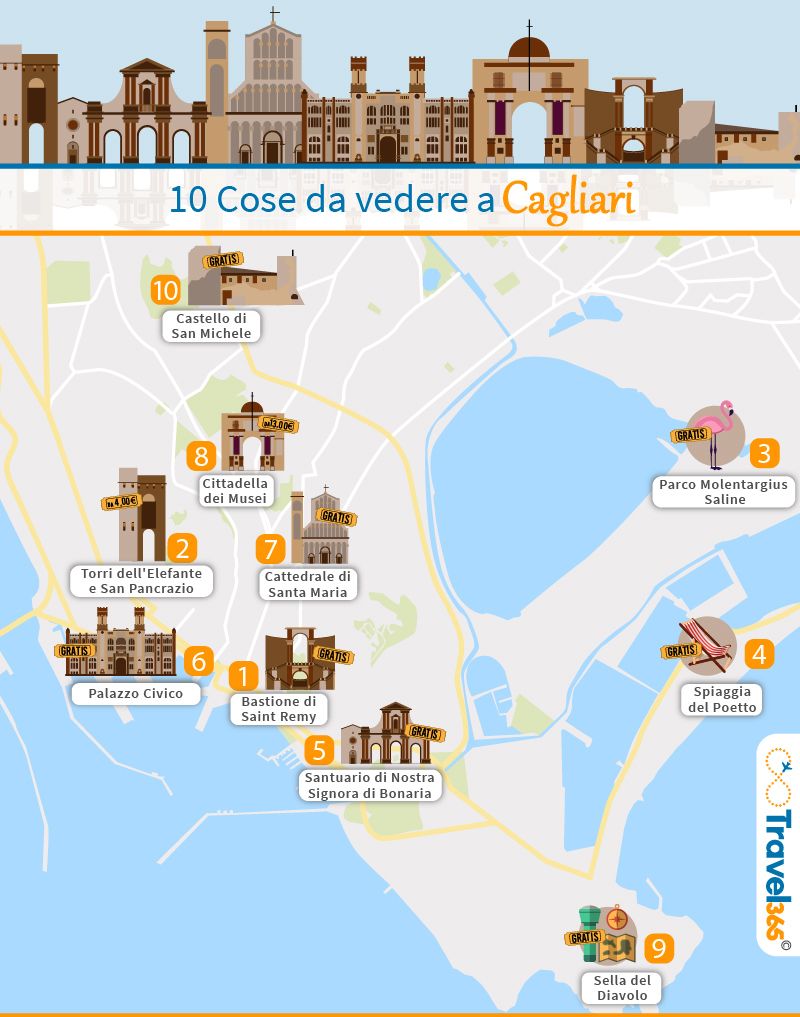 10 Cose da vedere a Cagliari
GRATIS
10
Castello di
San Michele
DA 13,00€
8
Cittadella
dei Musei
GRATIS
3
Parco Molentargius
Saline
DA 4,00€
2
Torri dell'Elefante
e San Pancrazio
GRATIS
7
Cattedrale di
Santa Maria
GRATIS
6
Palazzo Civico
GRATIS
1
Bastione di
Saint Remy
GRATIS
4
Spiaggia
del Poetto
GRATIS
5
Santuario di Nostra
Signora di Bonaria
Travel365©
GRATIS
9
Sella del
Diavolo